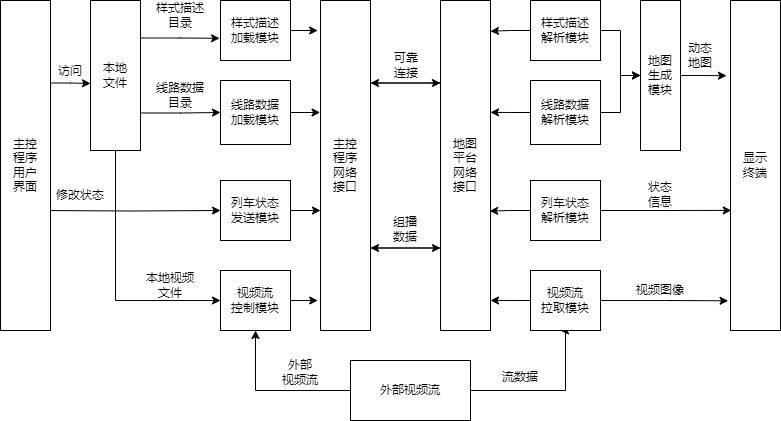 样式描述
目录
样式描述
加载模块
样式描述
解析模块
访问
本地
文件
可靠
连接
地图
生成
模块
动态
地图
线路数据
目录
线路数据
加载模块
线路数据
解析模块
主控
程序
用户
界面
主控
程序
网络
接口
地图
平台
网络
接口
显示
终端
修改状态
列车状态
发送模块
列车状态
解析模块
状态
信息
组播
数据
本地视频
文件
视频流
控制模块
视频流
拉取模块
视频图像
外部
视频流
外部视频流
流数据